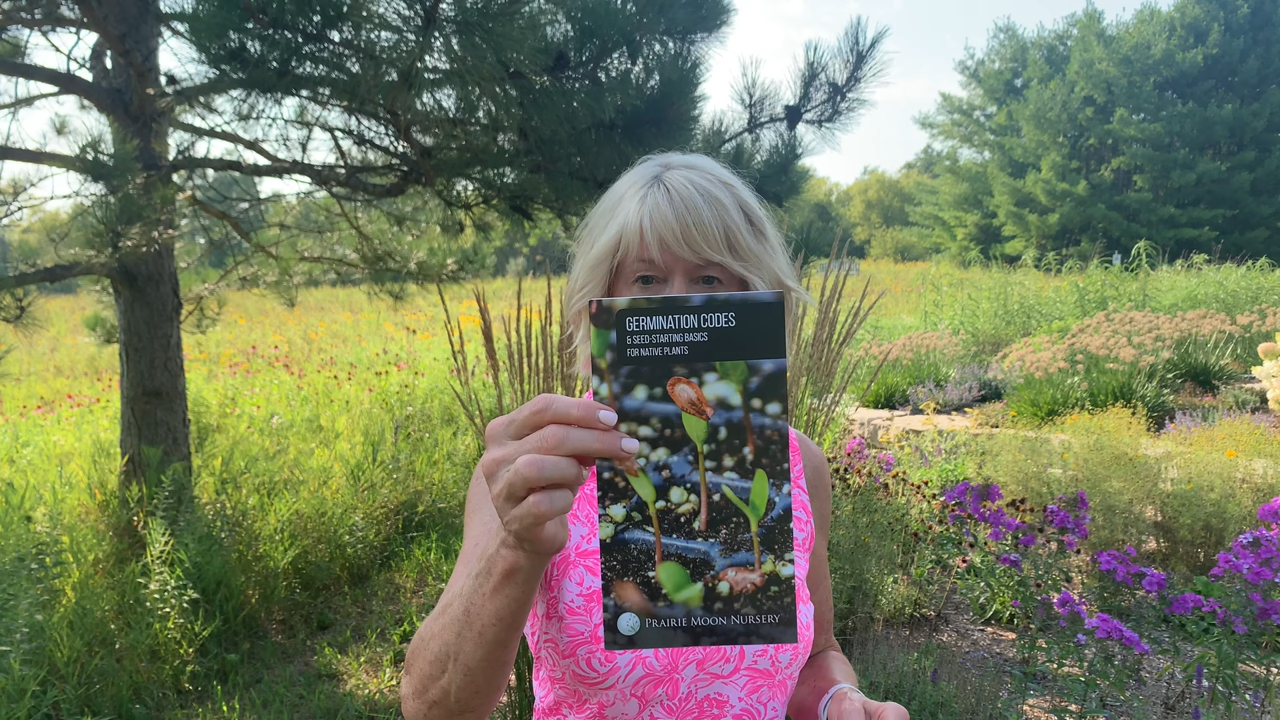 GERMINATION CODES
& SEED-STARTING BASICS
FOR NATIVE PLANTS
PRAIRIE MOON NURSERY